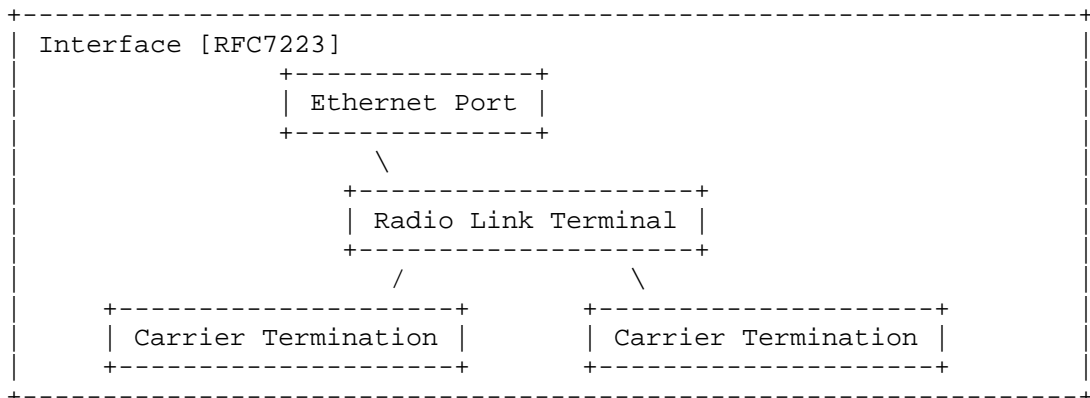 Interface [RFC7223]
Ethernet Port
Radio Link Terminal
Carrier Termination Carrier Termination